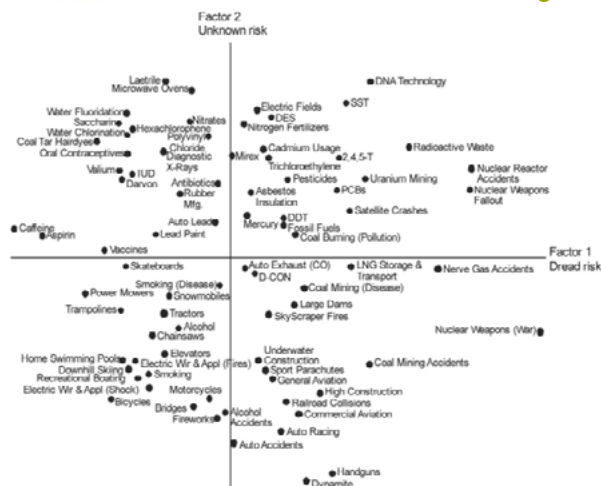 Factor 2
Unknown risk
Laetrile
Microwave Ovens
DNA Technology
Water Fluoridation
Saccharin
Nitrates
Electric Fields
SST
Water Chlorination
Hexachlorophene
DES
Coal Tar Hairdyes
Polyvinyl
Chloride
Nitrogen Fertilizers
Oral Contraceptives
Diagnostic
X-Rays
Mirex
Cadmium Usage
Trichloroethylene
2,4,5-T
Radioactive Waste
Valium
IUD
Darvon
Antibiotics
Rubber
Mfg.
Pesticides
Asbestos
Insulation
PCBs
Uranium Mining
Nuclear Reactor
Accidents
Nuclear Weapons
Fallout
Auto Lead
Lead Paint
Mercury
DDT
Fossil Fuels
Coal Burning (Pollution)
Satellite Crashes
Caffeine
Aspirin
Vaccines
Factor 1
Dread risk
Skateboards
Auto Exhaust (CO)
D-CON
LNG Storage &
Transport
Nerve Gas Accidents
Smoking (Disease)
Power Mowers
Snowmobiles
Coal Mining (Disease)
Trampolines
Tractors
Large Dams
SkyScraper Fires
Alcohol
Chainsaws
Nuclear Weapons (War)
Elevators
Home Swimming Pools
Electric Wir & Appl (Fires)
Underwater
Construction
Coal Mining Accidents
Downhill Skiing
Smoking
Sport Parachutes
Recreational Boating
General Aviation
Electric Wir & Appl (Shock)
Motorcycles
High Construction
Bicycles
Bridges
Alcohol
Accidents
Railroad Collisions
Fireworks
Commercial Aviation
Auto Racing
Auto Accidents
Handguns
Dynamite